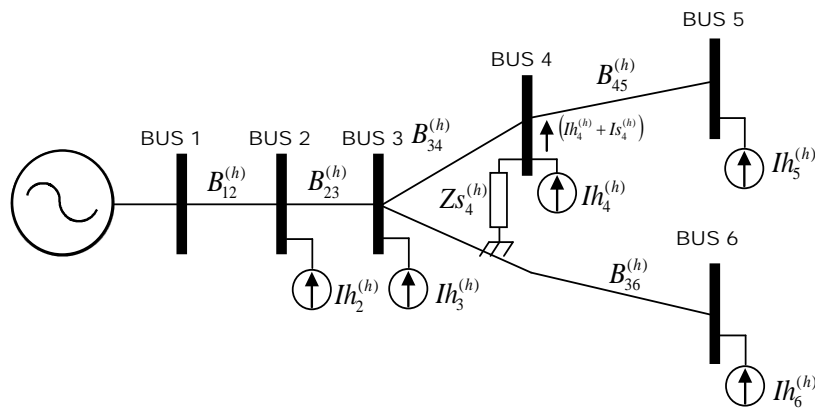 BUS 5
BUS 4
B_{45}^{(h)}
BUS 1
BUS 2
BUS 3
B_{34}^{(h)}
(Ih_4^{(h)} + Is_4^{(h)})
B_{12}^{(h)}
B_{23}^{(h)}
Zs_4^{(h)}
Ih_4^{(h)}
Ih_5^{(h)}
BUS 6
B_{36}^{(h)}
Ih_2^{(h)}
Ih_3^{(h)}
Ih_6^{(h)}